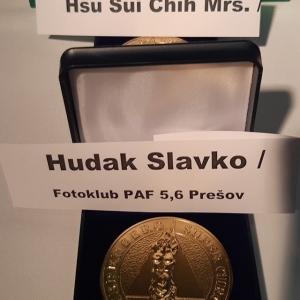 Hsu Sui Chih Mrs. /
Hudak Slavko /
Fotoklub PAF 5,6 Prešov